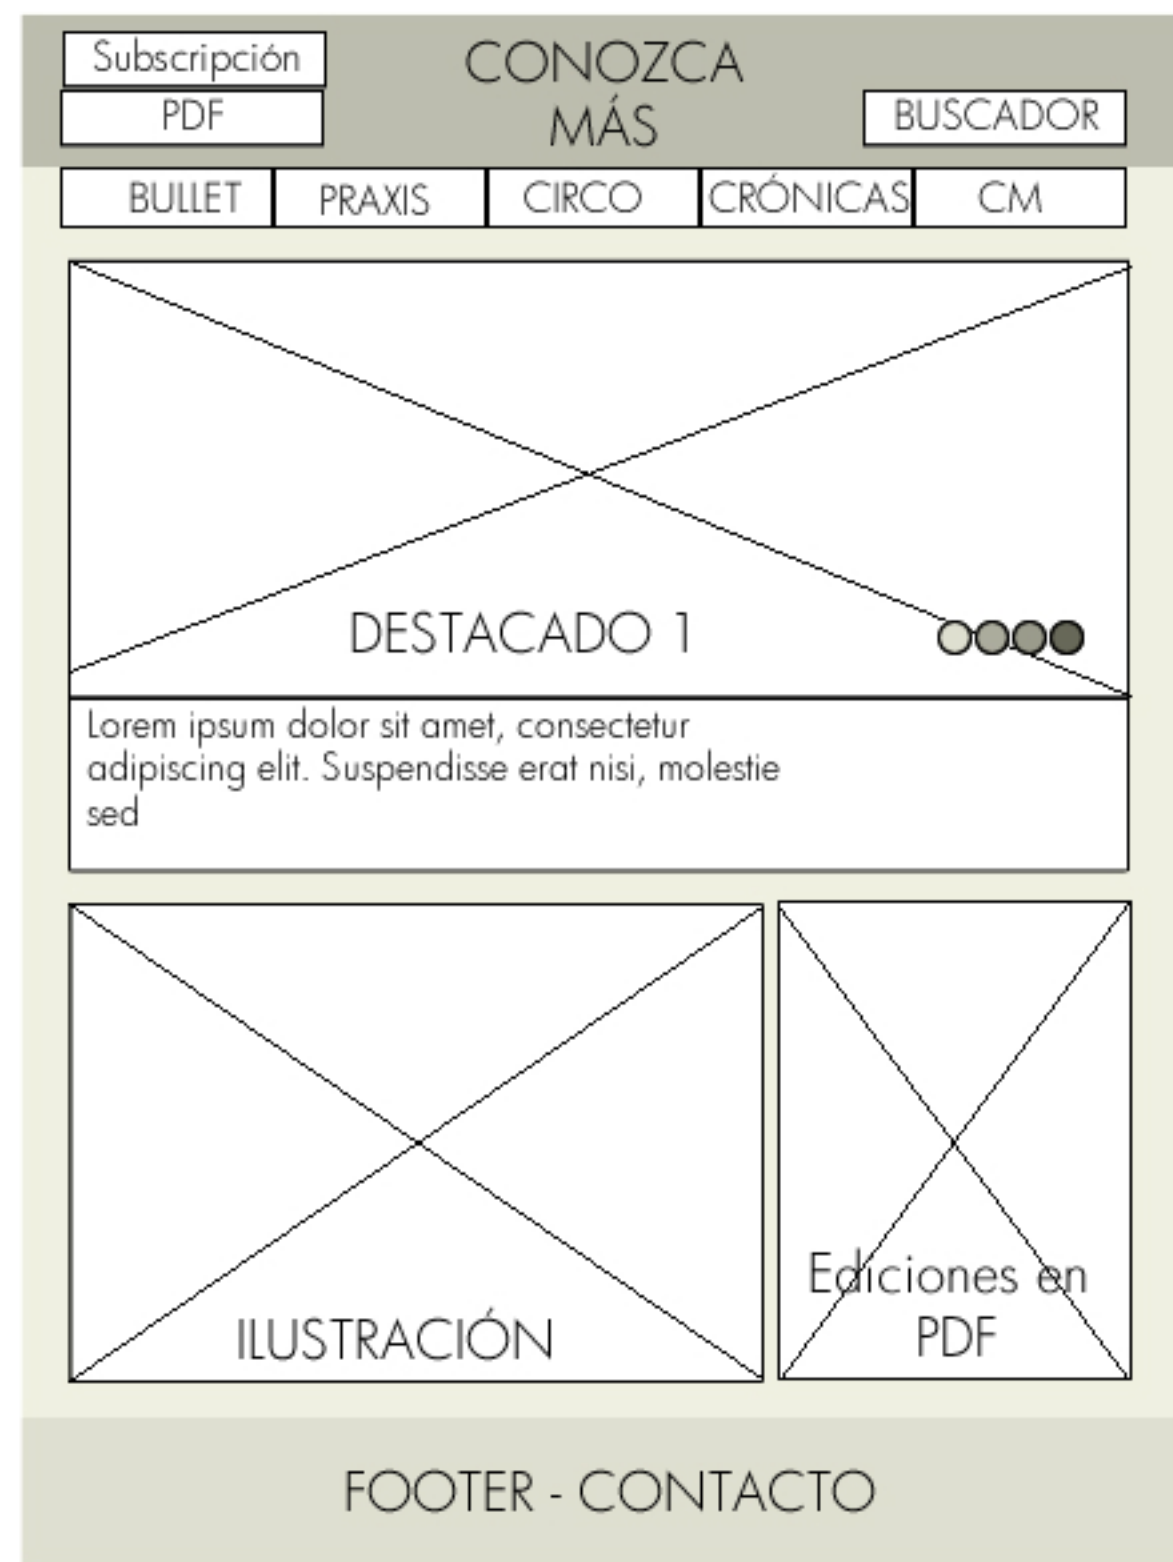 Subscripción
PDF
CONOZCA
MÁS
BUSCADOR
BULLET
PRAXIS
CIRCO
CRÓNICAS
CM
DESTACADO 1
Lorem ipsum dolor sit amet, consectetur
adipiscing elit. Suspendisse erat nisi, molestie
sed
ILUSTRACIÓN
Ediciones en
PDF
FOOTER - CONTACTO